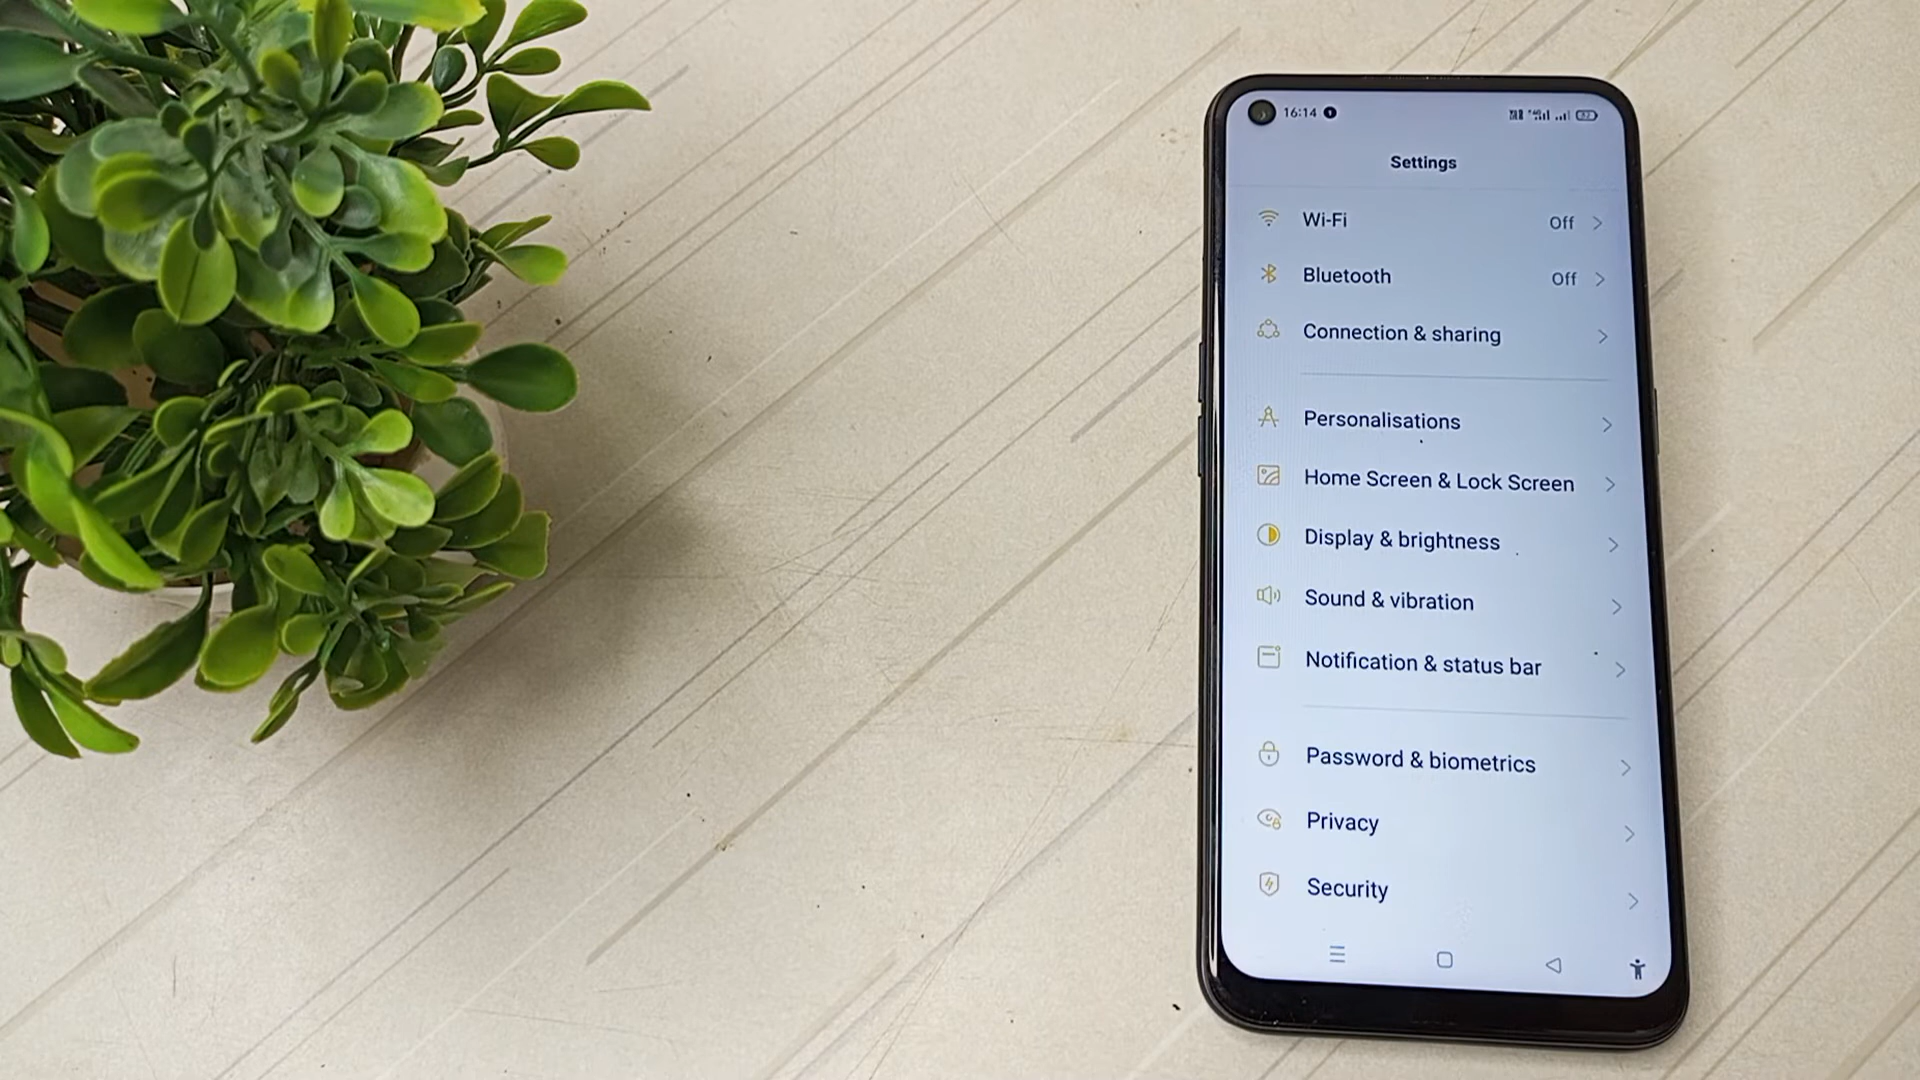 16:14
Settings
Wi-Fi Off
Bluetooth Off
Connection & sharing
Personalisations
Home Screen & Lock Screen
Display & brightness
Sound & vibration
Notification & status bar
Password & biometrics
Privacy
Security